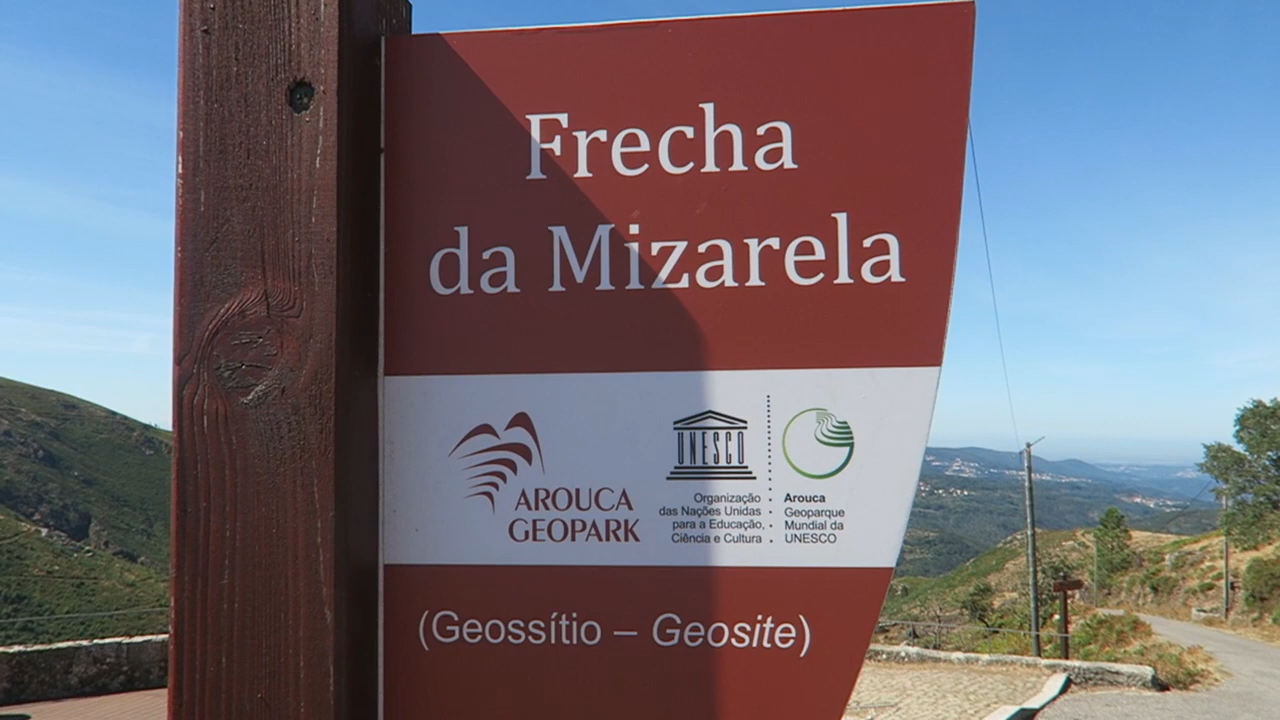 Frecha
da Mizarela
AROUCA
GEOPARK
UNESCO
Organização
das Nações Unidas
para a Educação,
Ciência e Cultura
Arouca
Geoparque
Mundial da
UNESCO
(Geossítio – Geosite)